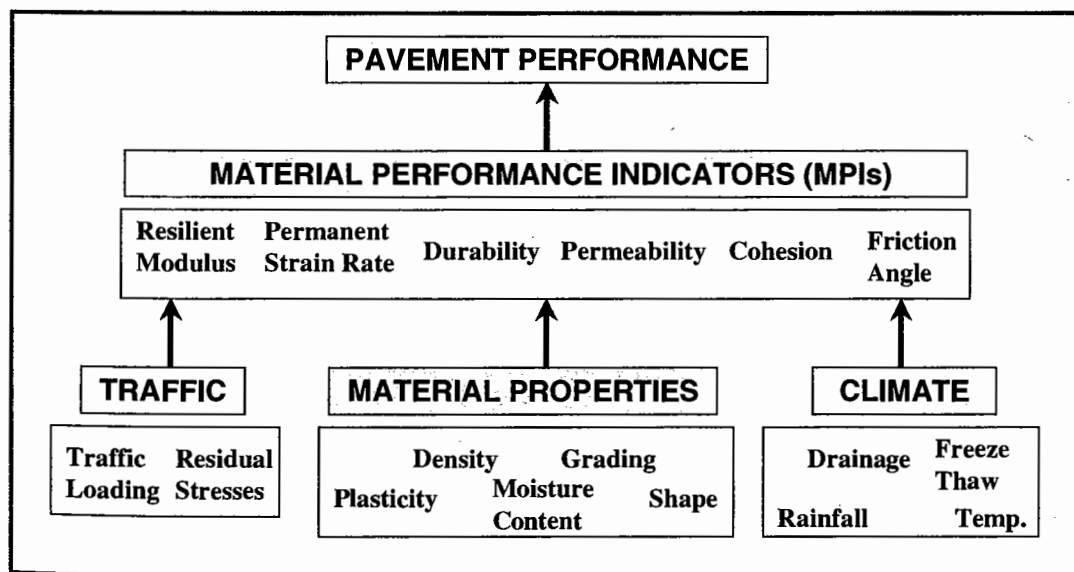 PAVEMENT PERFORMANCE
MATERIAL PERFORMANCE INDICATORS (MPIs)
Resilient Modulus
Permanent Strain Rate
Durability
Permeability
Cohesion
Friction Angle
TRAFFIC
Traffic Loading
Residual Stresses
MATERIAL PROPERTIES
Density
Grading
Plasticity
Moisture Content
Shape
CLIMATE
Drainage
Freeze Thaw
Rainfall
Temp.